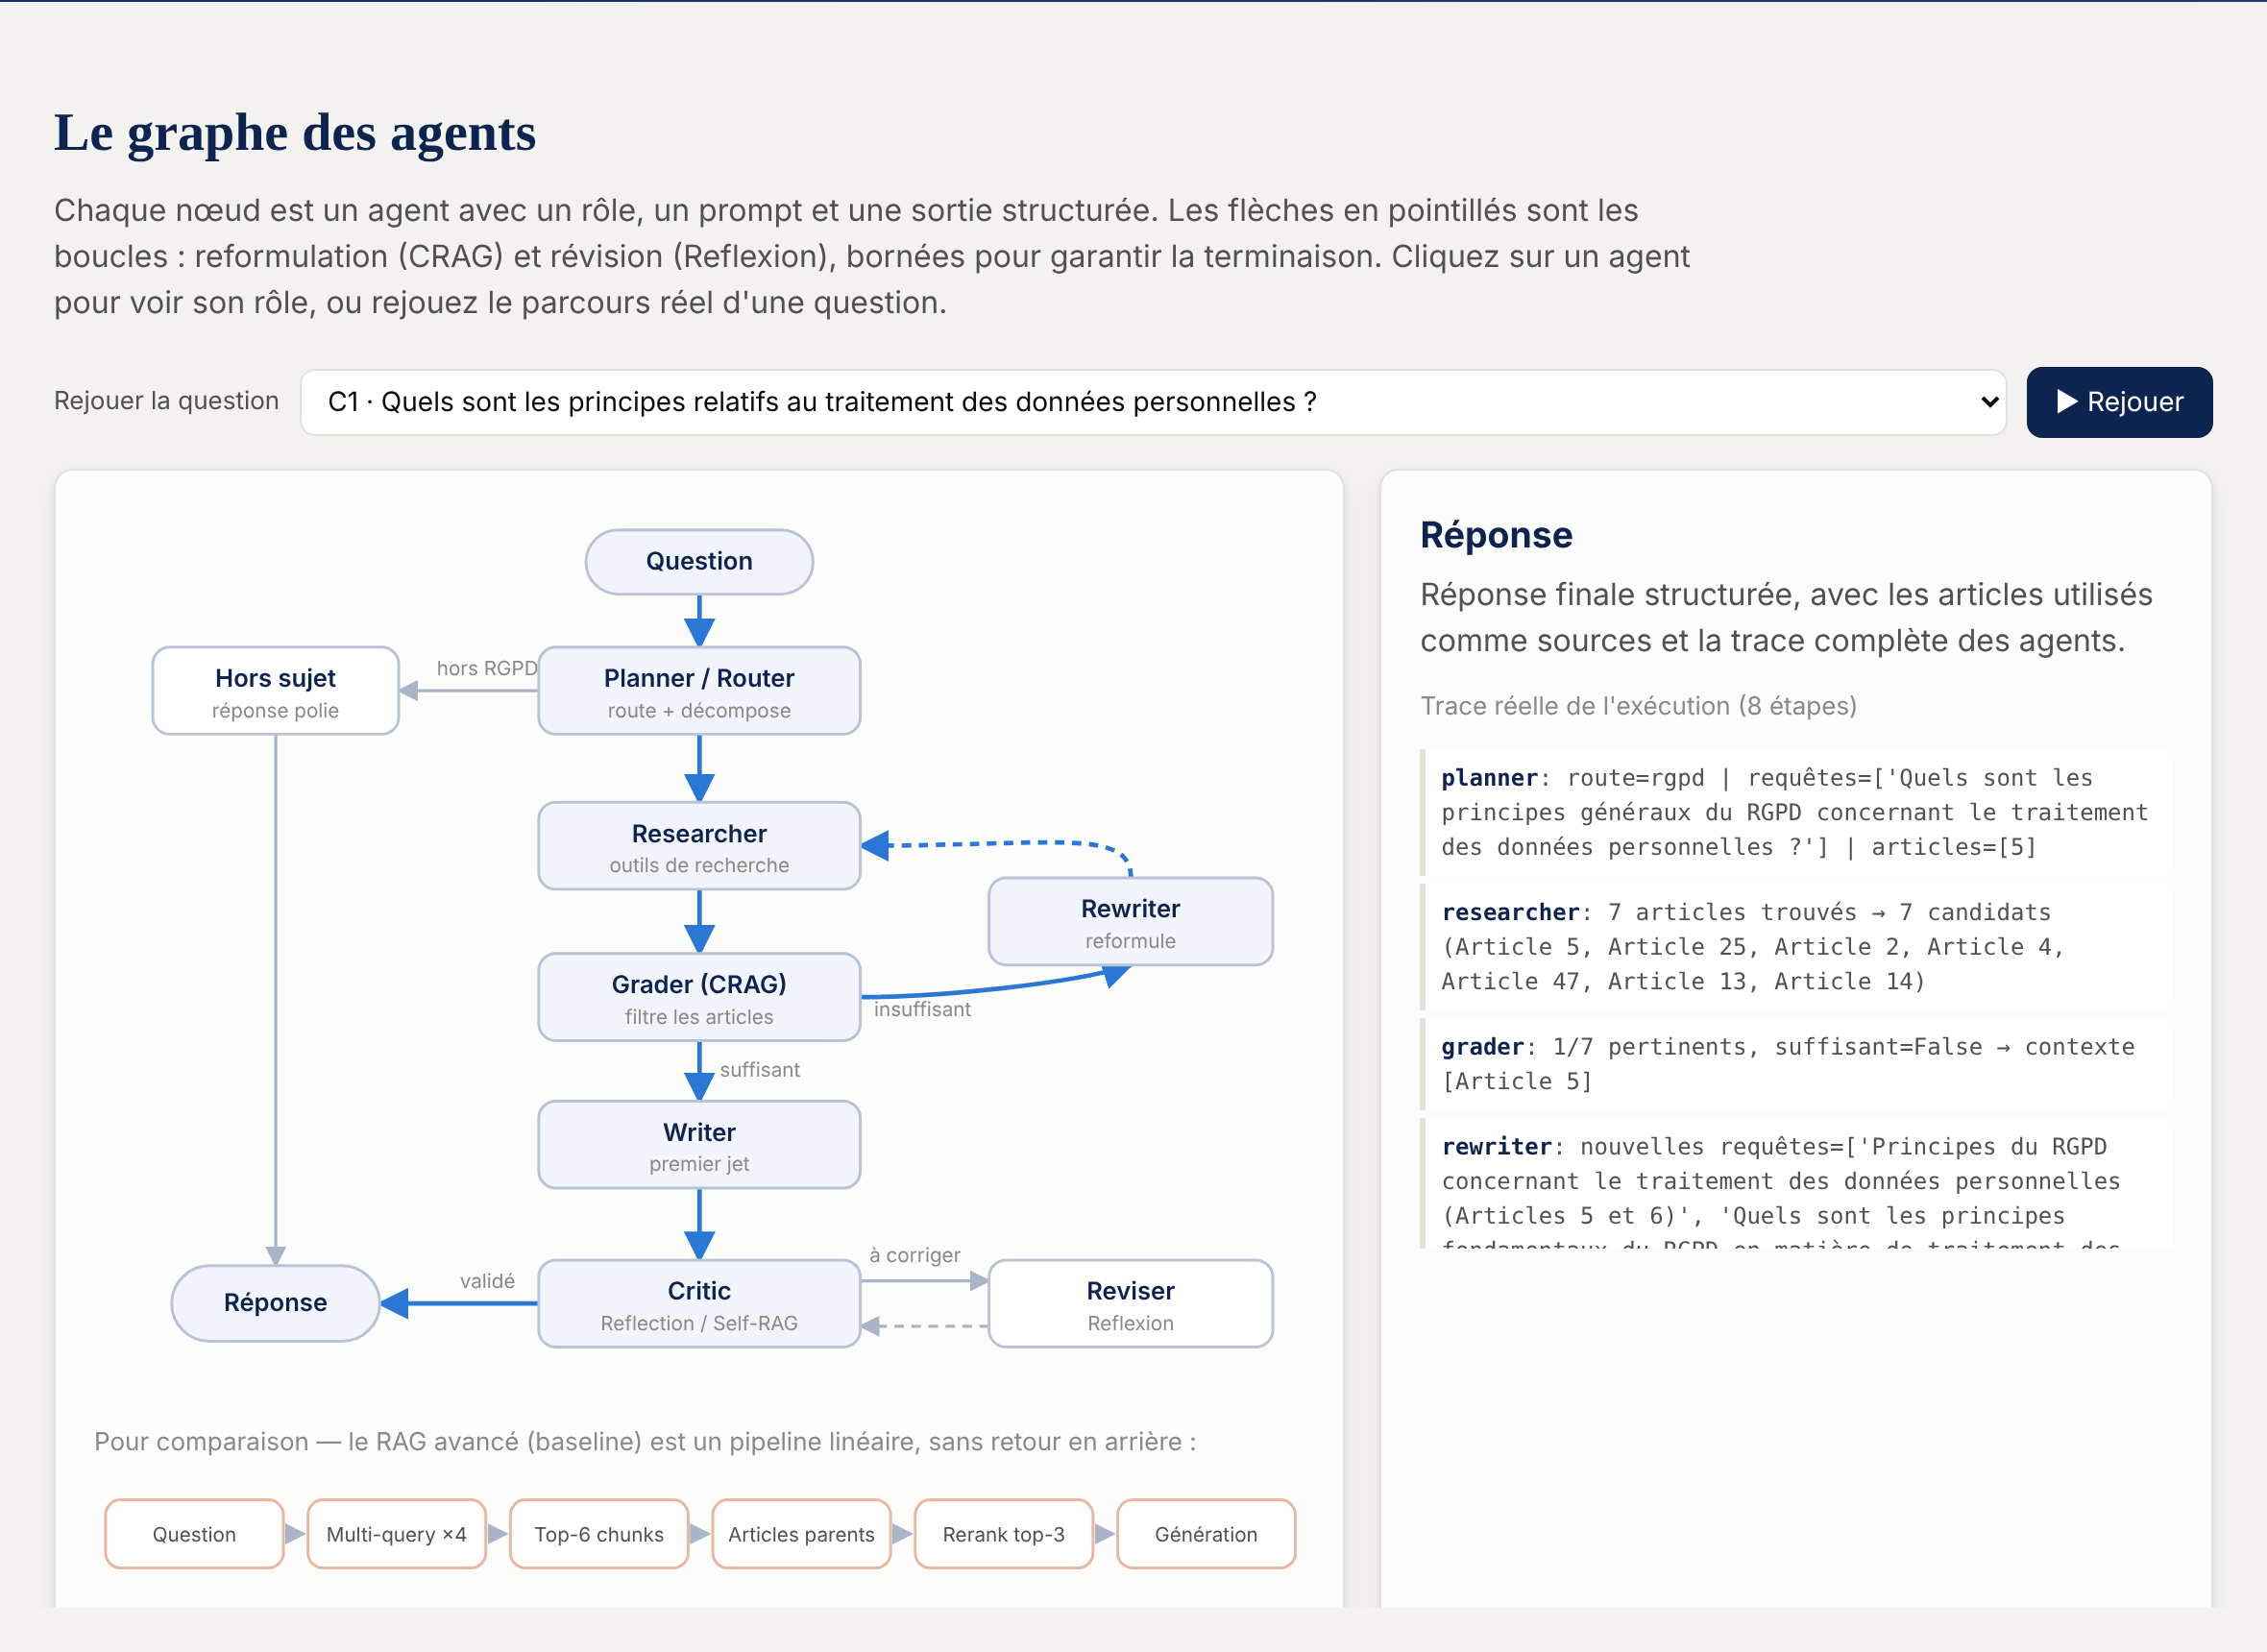 Le graphe des agents
Chaque nœud est un agent avec un rôle, un prompt et une sortie structurée. Les flèches en pointillés sont les
boucles : reformulation (CRAG) et révision (Reflexion), bornées pour garantir la terminaison. Cliquez sur un agent
pour voir son rôle, ou rejouez le parcours réel d'une question.
Rejouer la question
C1 · Quels sont les principes relatifs au traitement des données personnelles ?
▶ Rejouer
Question
Hors sujet
réponse polie
hors RGPD
Planner / Router
route + décompose
Researcher
outils de recherche
Rewriter
reformule
Grader (CRAG)
filtre les articles
insuffisant
suffisant
Writer
premier jet
Réponse
validé
Critic
Reflection / Self-RAG
à corriger
Reviser
Reflexion
Pour comparaison — le RAG avancé (baseline) est un pipeline linéaire, sans retour en arrière :
Question
Multi-query ×4
Top-6 chunks
Articles parents
Rerank top-3
Génération
Réponse
Réponse finale structurée, avec les articles utilisés
comme sources et la trace complète des agents.
Trace réelle de l'exécution (8 étapes)
planner: route=rgpd | requêtes=['Quels sont les
principes généraux du RGPD concernant le traitement
des données personnelles ?'] | articles=[5]
researcher: 7 articles trouvés → 7 candidats
(Article 5, Article 25, Article 2, Article 4,
Article 47, Article 13, Article 14)
grader: 1/7 pertinents, suffisant=False → contexte
[Article 5]
rewriter: nouvelles requêtes=['Principes du RGPD
concernant le traitement des données personnelles
(Articles 5 et 6)', 'Quels sont les principes
fondamentaux du RGPD en matière de traitement des